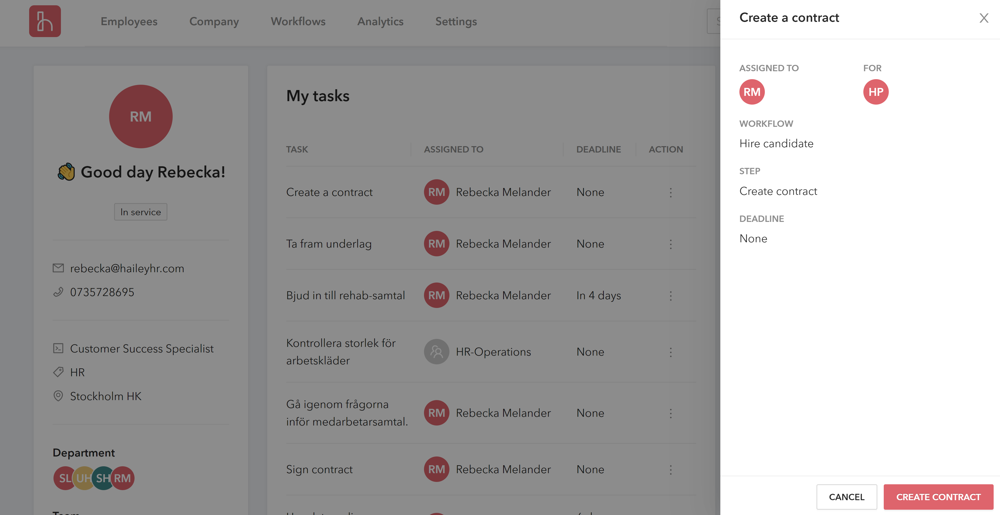 Employees
Company
Workflows
Analytics
Settings
RM
Good day Rebecka!
In service
rebecka@haileyhr.com
0735728695
Customer Success Specialist
HR
Stockholm HK
Department
SL UH SH RM
My tasks
TASK ASSIGNED TO DEADLINE ACTION
Create a contract RM Rebecka Melander None
Ta fram underlag RM Rebecka Melander None
Bjud in till rehab-samtal RM Rebecka Melander In 4 days
Kontrollera storlek för
arbetskläder
HR-Operations None
Gå igenom frågorna
inför medarbetarsamtal.
RM Rebecka Melander None
Sign contract RM Rebecka Melander None
Create a contract
ASSIGNED TO FOR
RM HP
WORKFLOW
Hire candidate
STEP
Create contract
DEADLINE
None
CANCEL CREATE CONTRACT